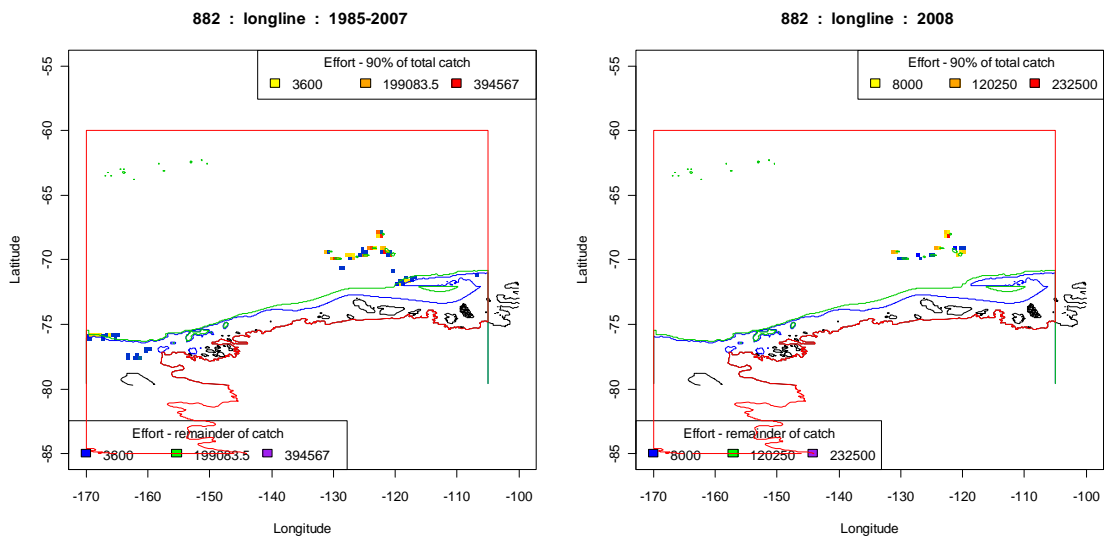 882 : longline : 1985-2007
Effort - 90% of total catch
3600 199083.5 394567
-55
-60
-65
-70
-75
-80
-85
Latitude
Effort - remainder of catch
3600 199083.5 394567
-170 -160 -150 -140 -130 -120 -110 -100
Longitude
882 : longline : 2008
Effort - 90% of total catch
8000 120250 232500
-55
-60
-65
-70
-75
-80
-85
Latitude
Effort - remainder of catch
8000 120250 232500
-170 -160 -150 -140 -130 -120 -110 -100
Longitude